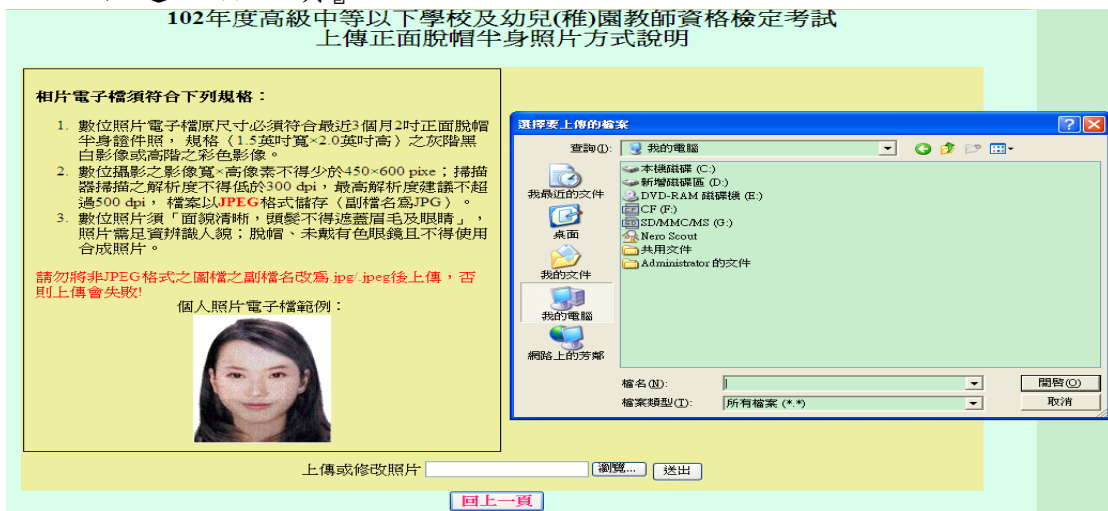 102年度高級中等以下學校及幼兒(稚)園教師資格檢定考試
上傳正面脫帽半身照片方式說明
相片電子檔須符合下列規格：
1. 數位照片電子檔原尺寸必須符合最近3個月2吋正面脫帽
半身證件照， 規格（1.5英吋寬×2.0英吋高）之灰階黑
白影像或高階之彩色影像。
2. 數位攝影之影像寬×高像素不得少於450×600 pixe；掃描
器掃描之解析度不得低於300 dpi，最高解析度建議不超
過500 dpi， 檔案以JPEG格式儲存（副檔名為JPG）。
3. 數位照片須「面貌清晰，頭髮不得遮蓋眉毛及眼睛」，
照片需足資辨識人貌；脫帽、未戴有色眼鏡且不得使用
合成照片。
請勿將非JPEG格式之圖檔之副檔名改為.jpg/.jpeg後上傳，否
則上傳會失敗!
個人照片電子檔範例：
選擇要上傳的檔案
查詢(I):
我的電腦
我最近的文件
桌面
我的文件
我的電腦
網路上的芳鄰
本機磁碟 (C:)
新增磁碟區 (D:)
DVD-RAM 磁碟機 (E:)
CF (F:)
SD/MMC/MS (G:)
Nero Scout
共用文件
Administrator 的文件
檔名(N):
開啓(O)
檔案類型(T):
所有檔案 (*.*)
取消
上傳或修改照片
瀏覽...
送出
回上一頁